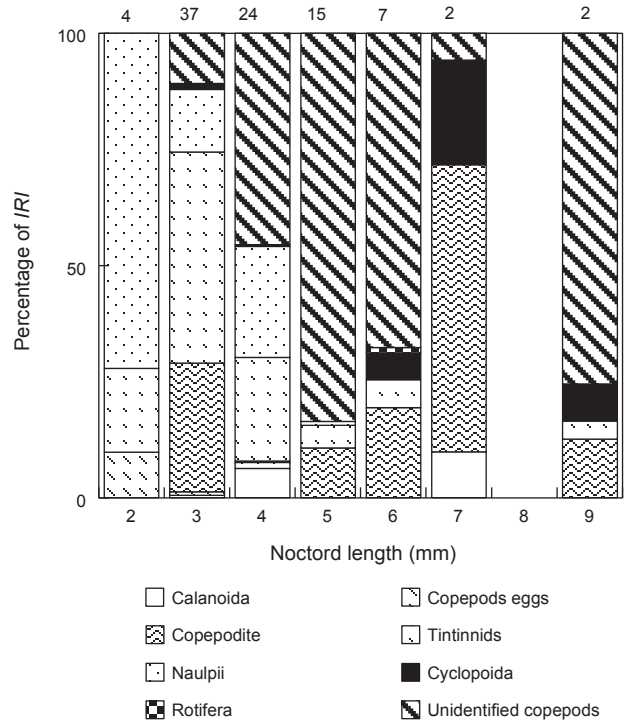 4 37 24 15 7 2 2
100
50
0
Percentage of IRI
2 3 4 5 6 7 8 9
Noctord length (mm)
Calanoida Copepods eggs
Copepodite Tintinnids
Naulpii Cyclopoida
Rotifera Unidentified copepods